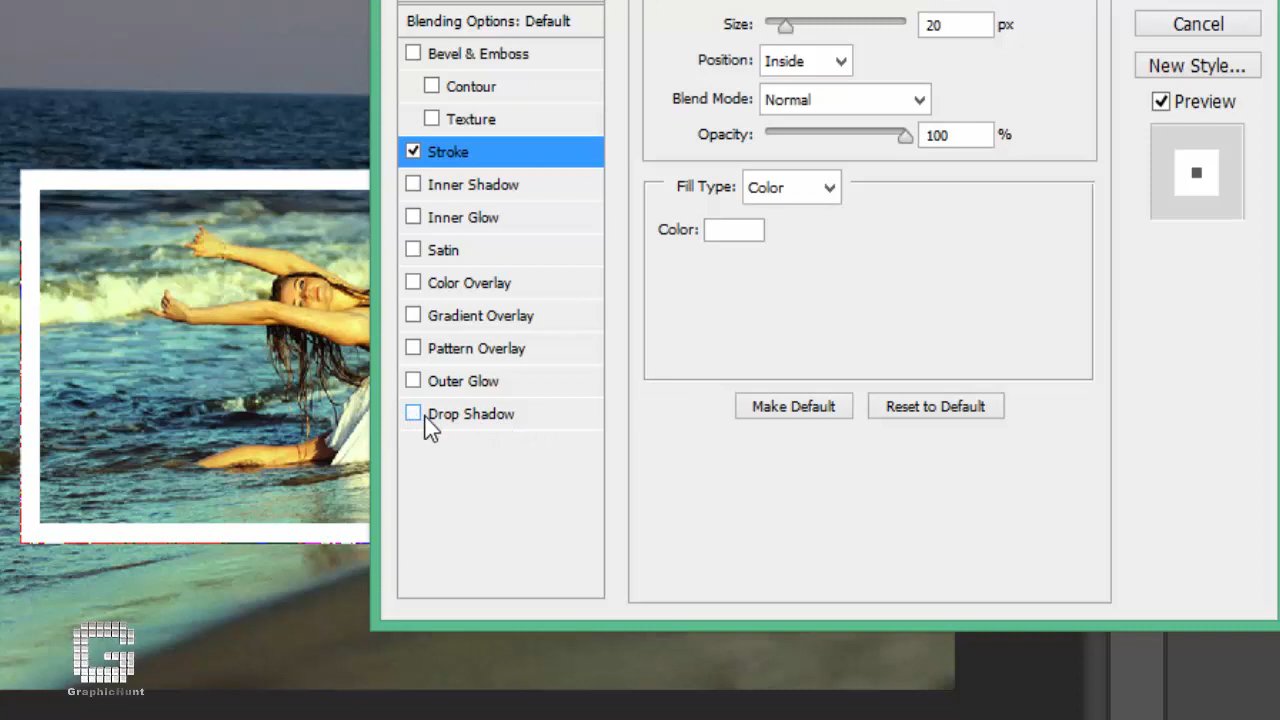 Blending Options: Default
Bevel & Emboss
Contour
Texture
Stroke
Inner Shadow
Inner Glow
Satin
Color Overlay
Gradient Overlay
Pattern Overlay
Outer Glow
Drop Shadow
Size: 20 px
Position: Inside
Blend Mode: Normal
Opacity: 100 %
Fill Type: Color
Color:
Make Default
Reset to Default
Cancel
New Style...
Preview
GraphicHunt